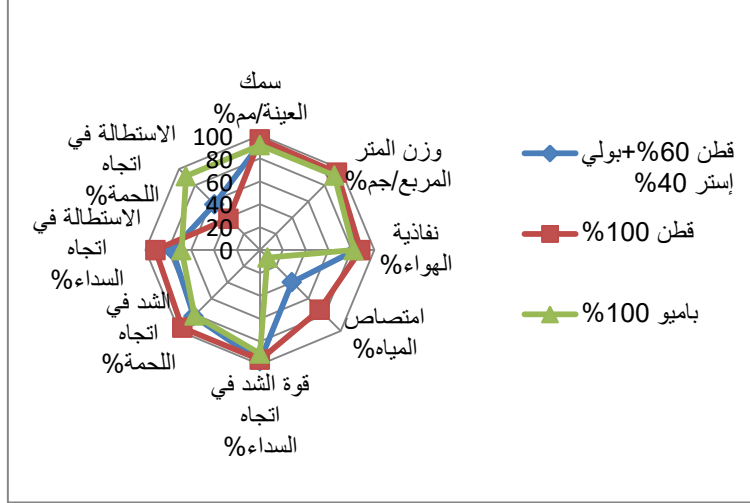 سمك
العينة/مم%
وزن المتر
المربع/جم%
نفاذية
الهواء%
امتصاص
المياه%
قوة الشد في
اتجاه
السداء%
الشد في
اتجاه
اللحمة%
الاستطالة في
اتجاه
السداء%
الاستطالة في
اتجاه
اللحمة%
100
80
60
40
20
0
قطن 60%+بولي
إستر 40%
قطن 100%
بامبو 100%